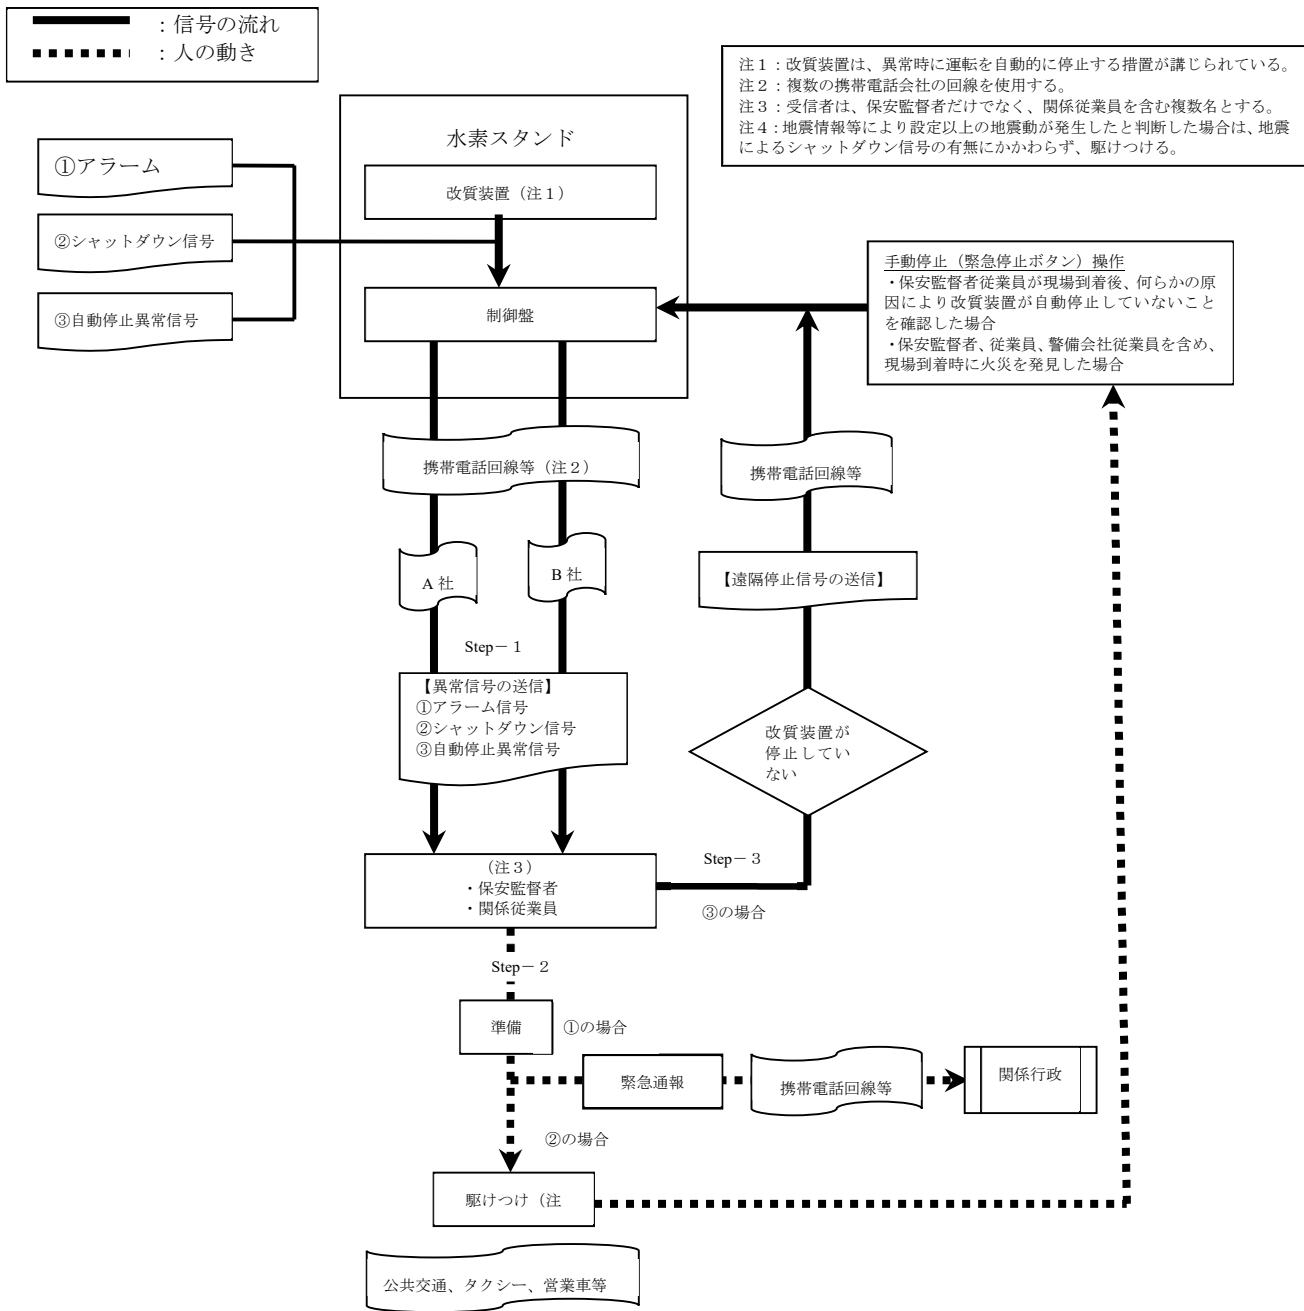 ：信号の流れ
：人の動き
注１：改質装置は、異常時に運転を自動的に停止する措置が講じられている。
注２：複数の携帯電話会社の回線を使用する。
注３：受信者は、保安監督者だけでなく、関係従業員を含む複数名とする。
注４：地震情報等により設定以上の地震動が発生したと判断した場合は、地震
によるシャットダウン信号の有無にかかわらず、駆けつける。
水素スタンド
①アラーム
改質装置（注１）
②シャットダウン信号
③自動停止異常信号
制御盤
手動停止（緊急停止ボタン）操作
・保安監督者従業員が現場到着後、何らかの原
因により改質装置が自動停止していないこと
を確認した場合
・保安監督者、従業員、警備会社従業員を含め、
現場到着時に火災を発見した場合
携帯電話回線等（注２）
携帯電話回線等
A 社
B 社
【遠隔停止信号の送信】
Step－１
【異常信号の送信】
①アラーム信号
②シャットダウン信号
③自動停止異常信号
改質装置が
停止してい
ない
（注３）
・保安監督者
・関係従業員
Step－３
③の場合
Step－２
準備
①の場合
緊急通報
携帯電話回線等
関係行政
②の場合
駆けつけ（注
公共交通、タクシー、営業車等